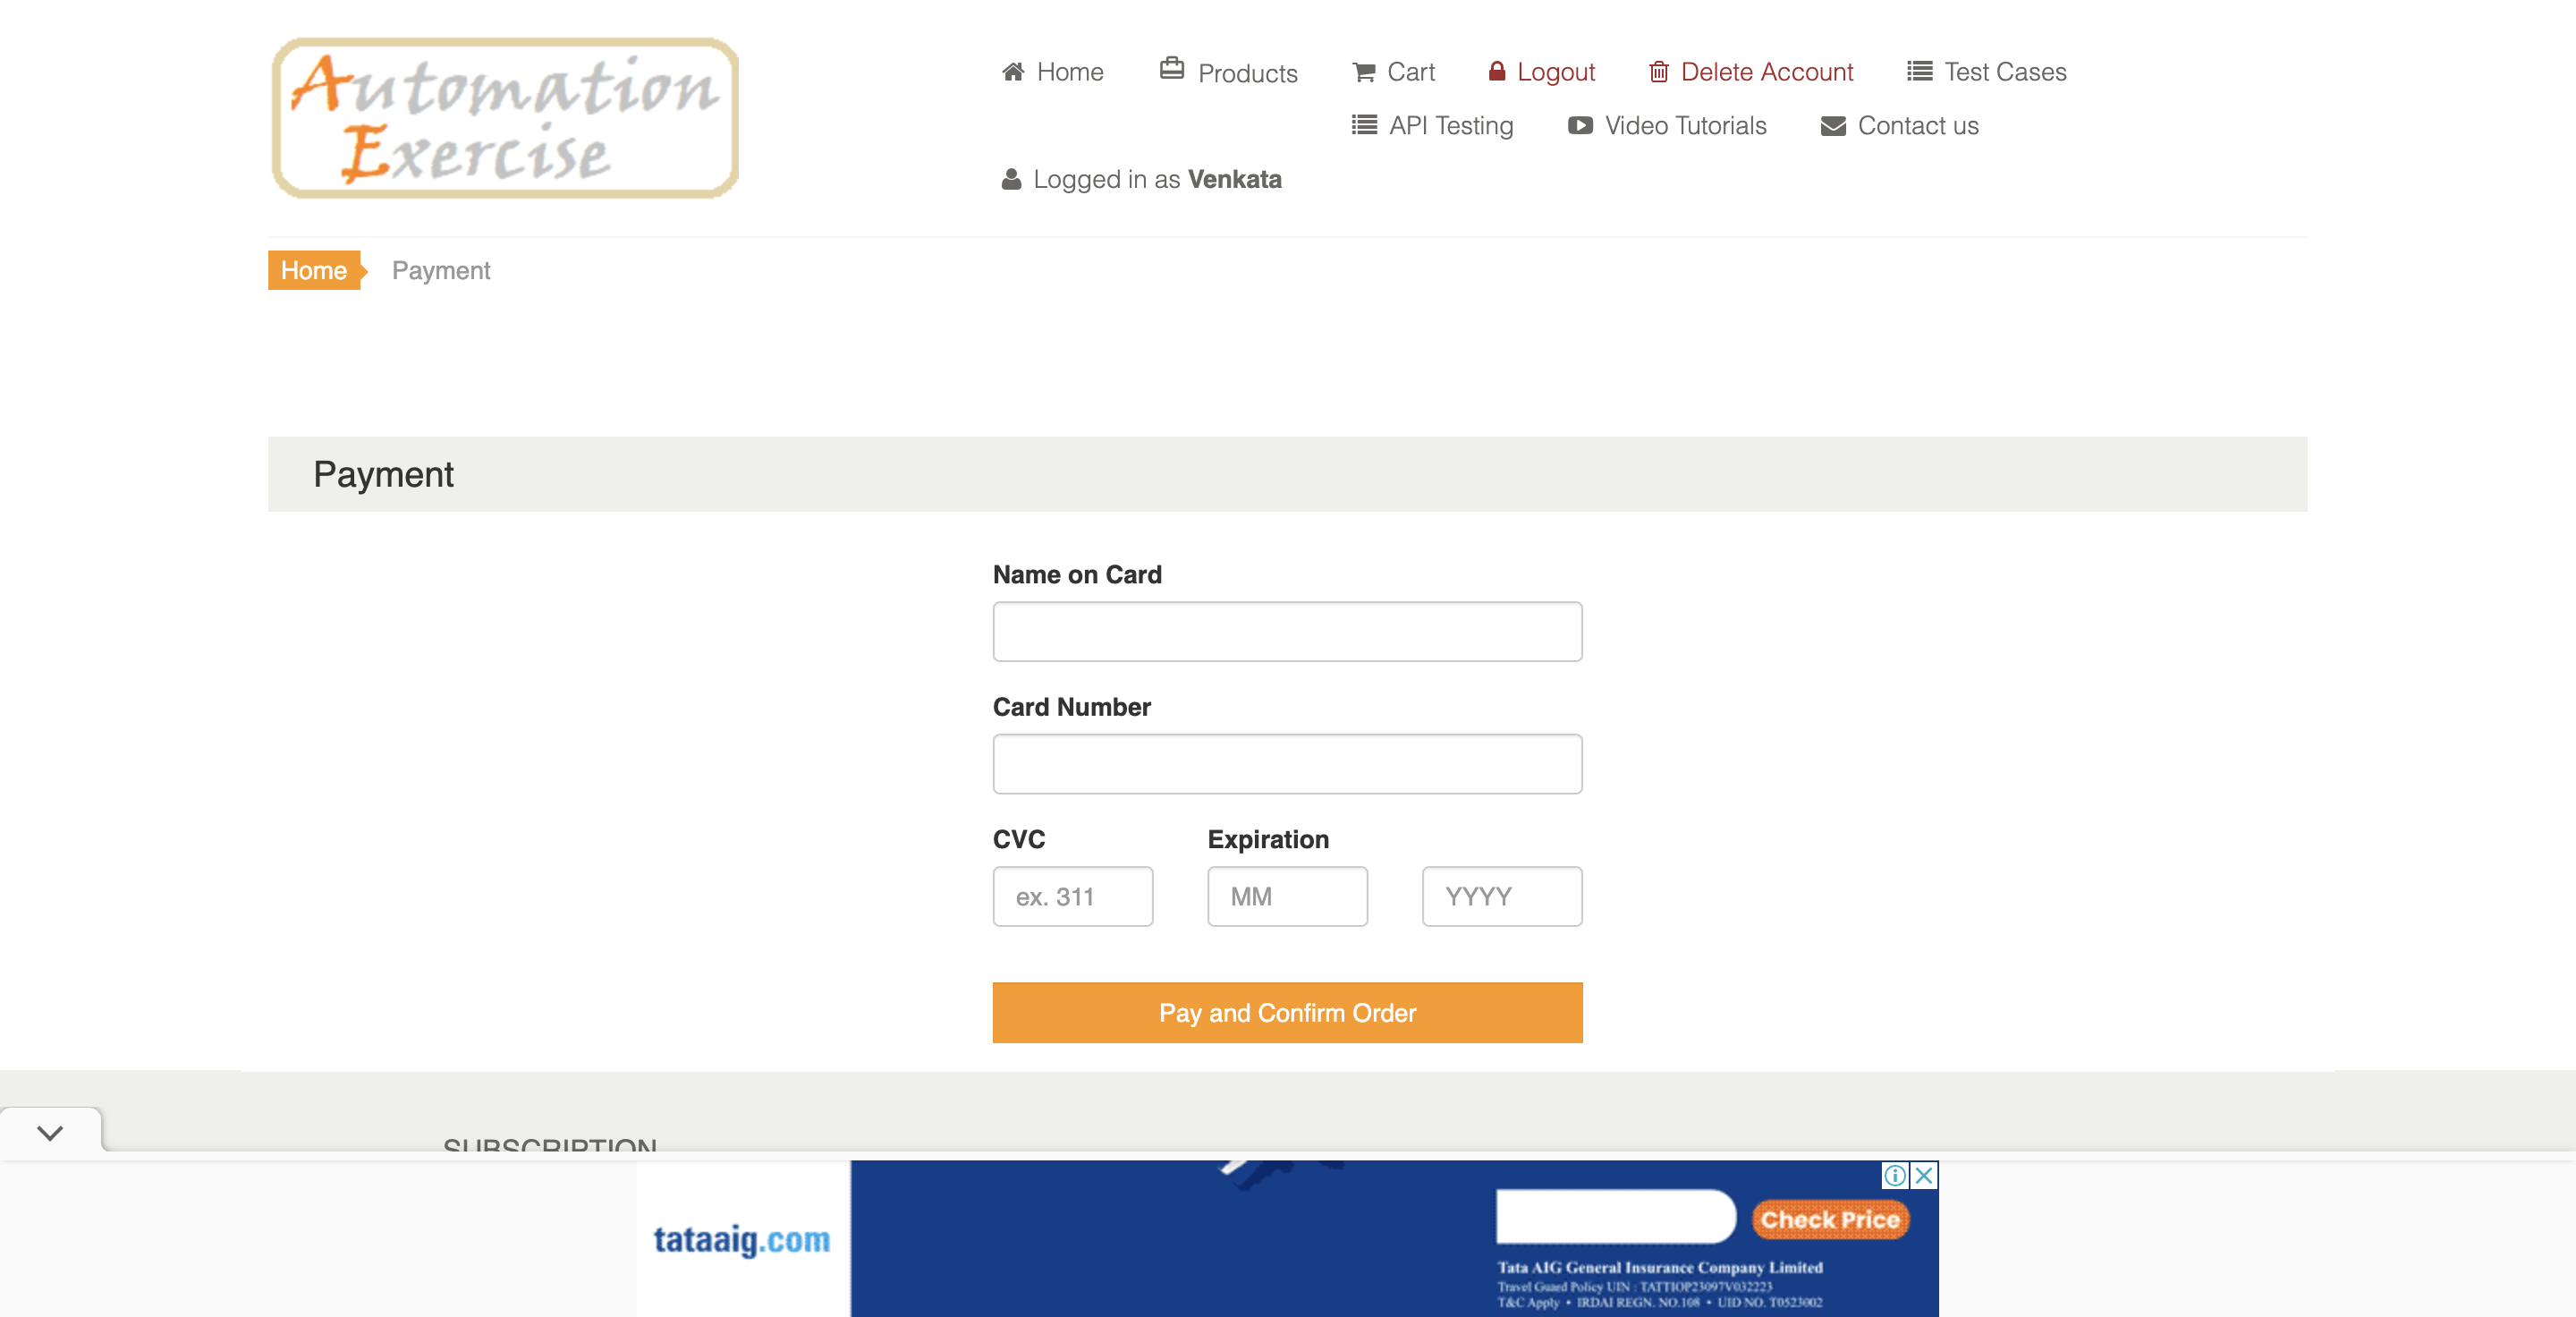 Automation
Exercise
Home Products Cart Logout Delete Account Test Cases
API Testing Video Tutorials Contact us
Logged in as Venkata
Home Payment
Payment
Name on Card
Card Number
CVC Expiration
ex. 311 MM YYYY
Pay and Confirm Order
SUBSCRIPTION
tataaig.com
Check Price
Tata AIG General Insurance Company Limited
Travel Guard Policy UIN : TATTIOP23097V032223
T&C Apply • IRDAI REGN. NO.108 • UID NO. T0523002